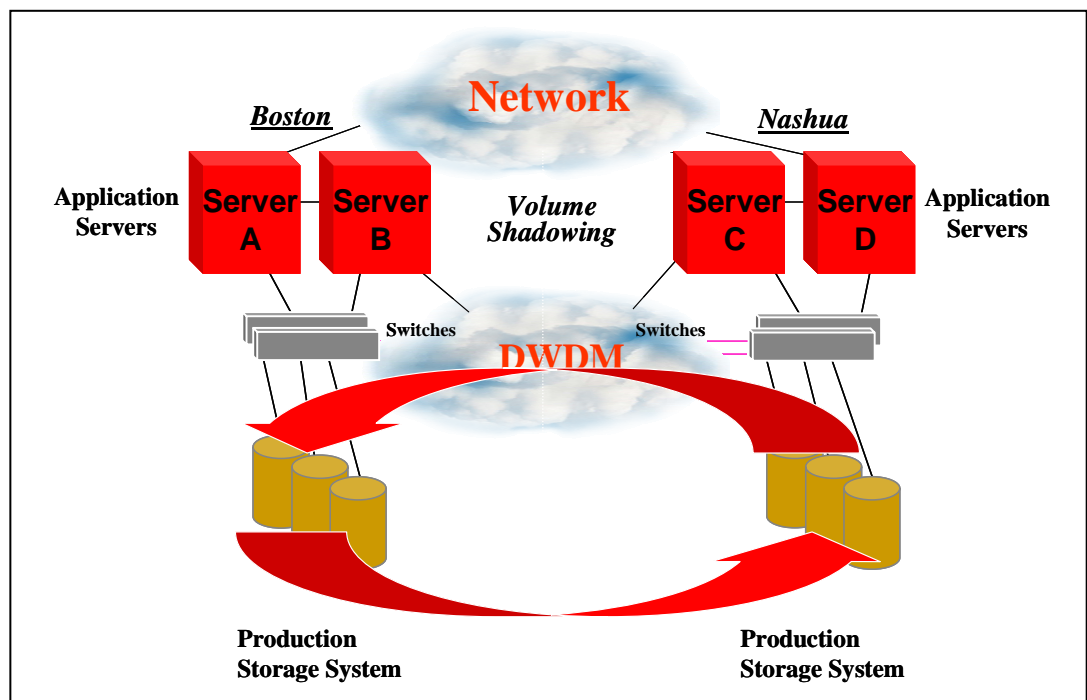 Network
Boston
Nashua
Application
Servers
Server
A
Server
B
Volume
Shadowing
Server
C
Server
D
Application
Servers
Switches
Switches
DWDM
Production
Storage System
Production
Storage System